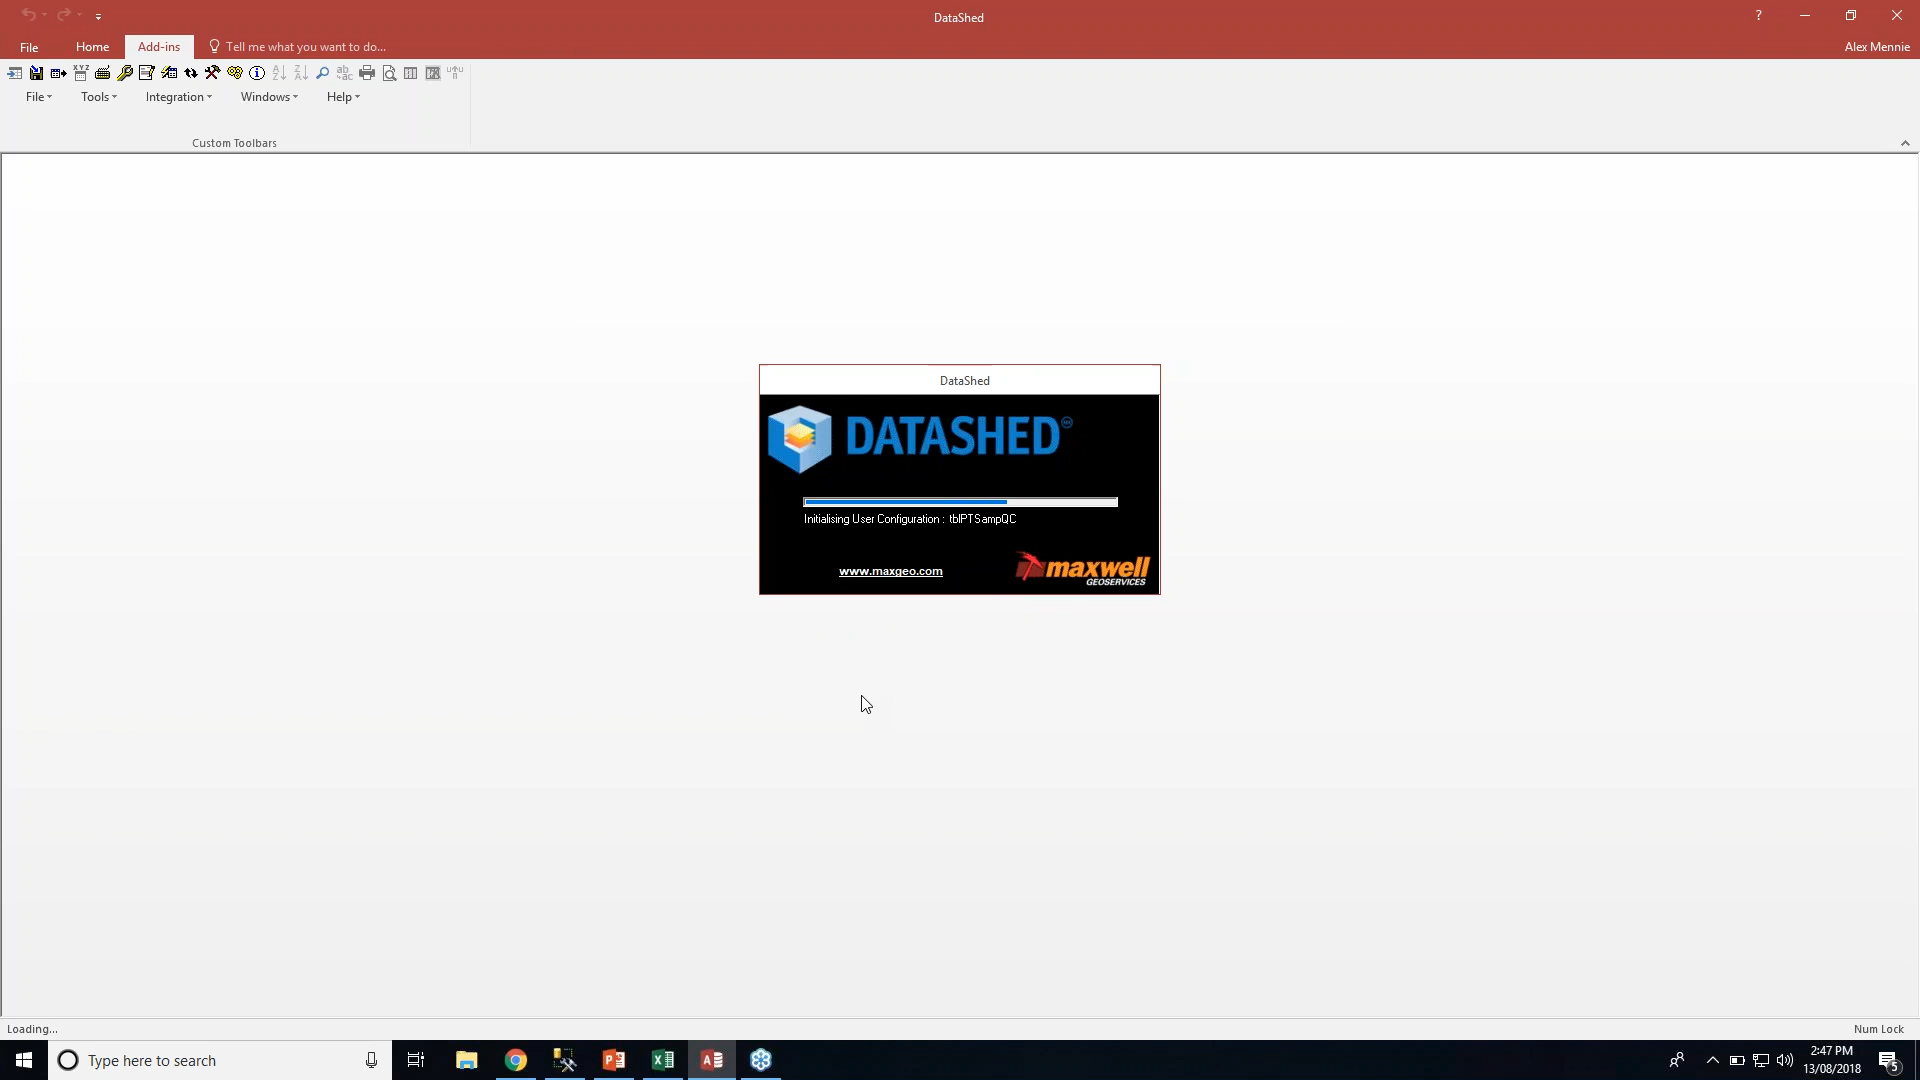 DataShed
File Home Add-ins Tell me what you want to do... Alex Mennie
File Tools Integration Windows Help
Custom Toolbars
DataShed
DATASHED
Initialising User Configuration : tblPTSampQC
www.maxgeo.com
maxwell
GEOSERVICES
Loading...
Num Lock
Type here to search
2:47 PM
13/08/2018
5